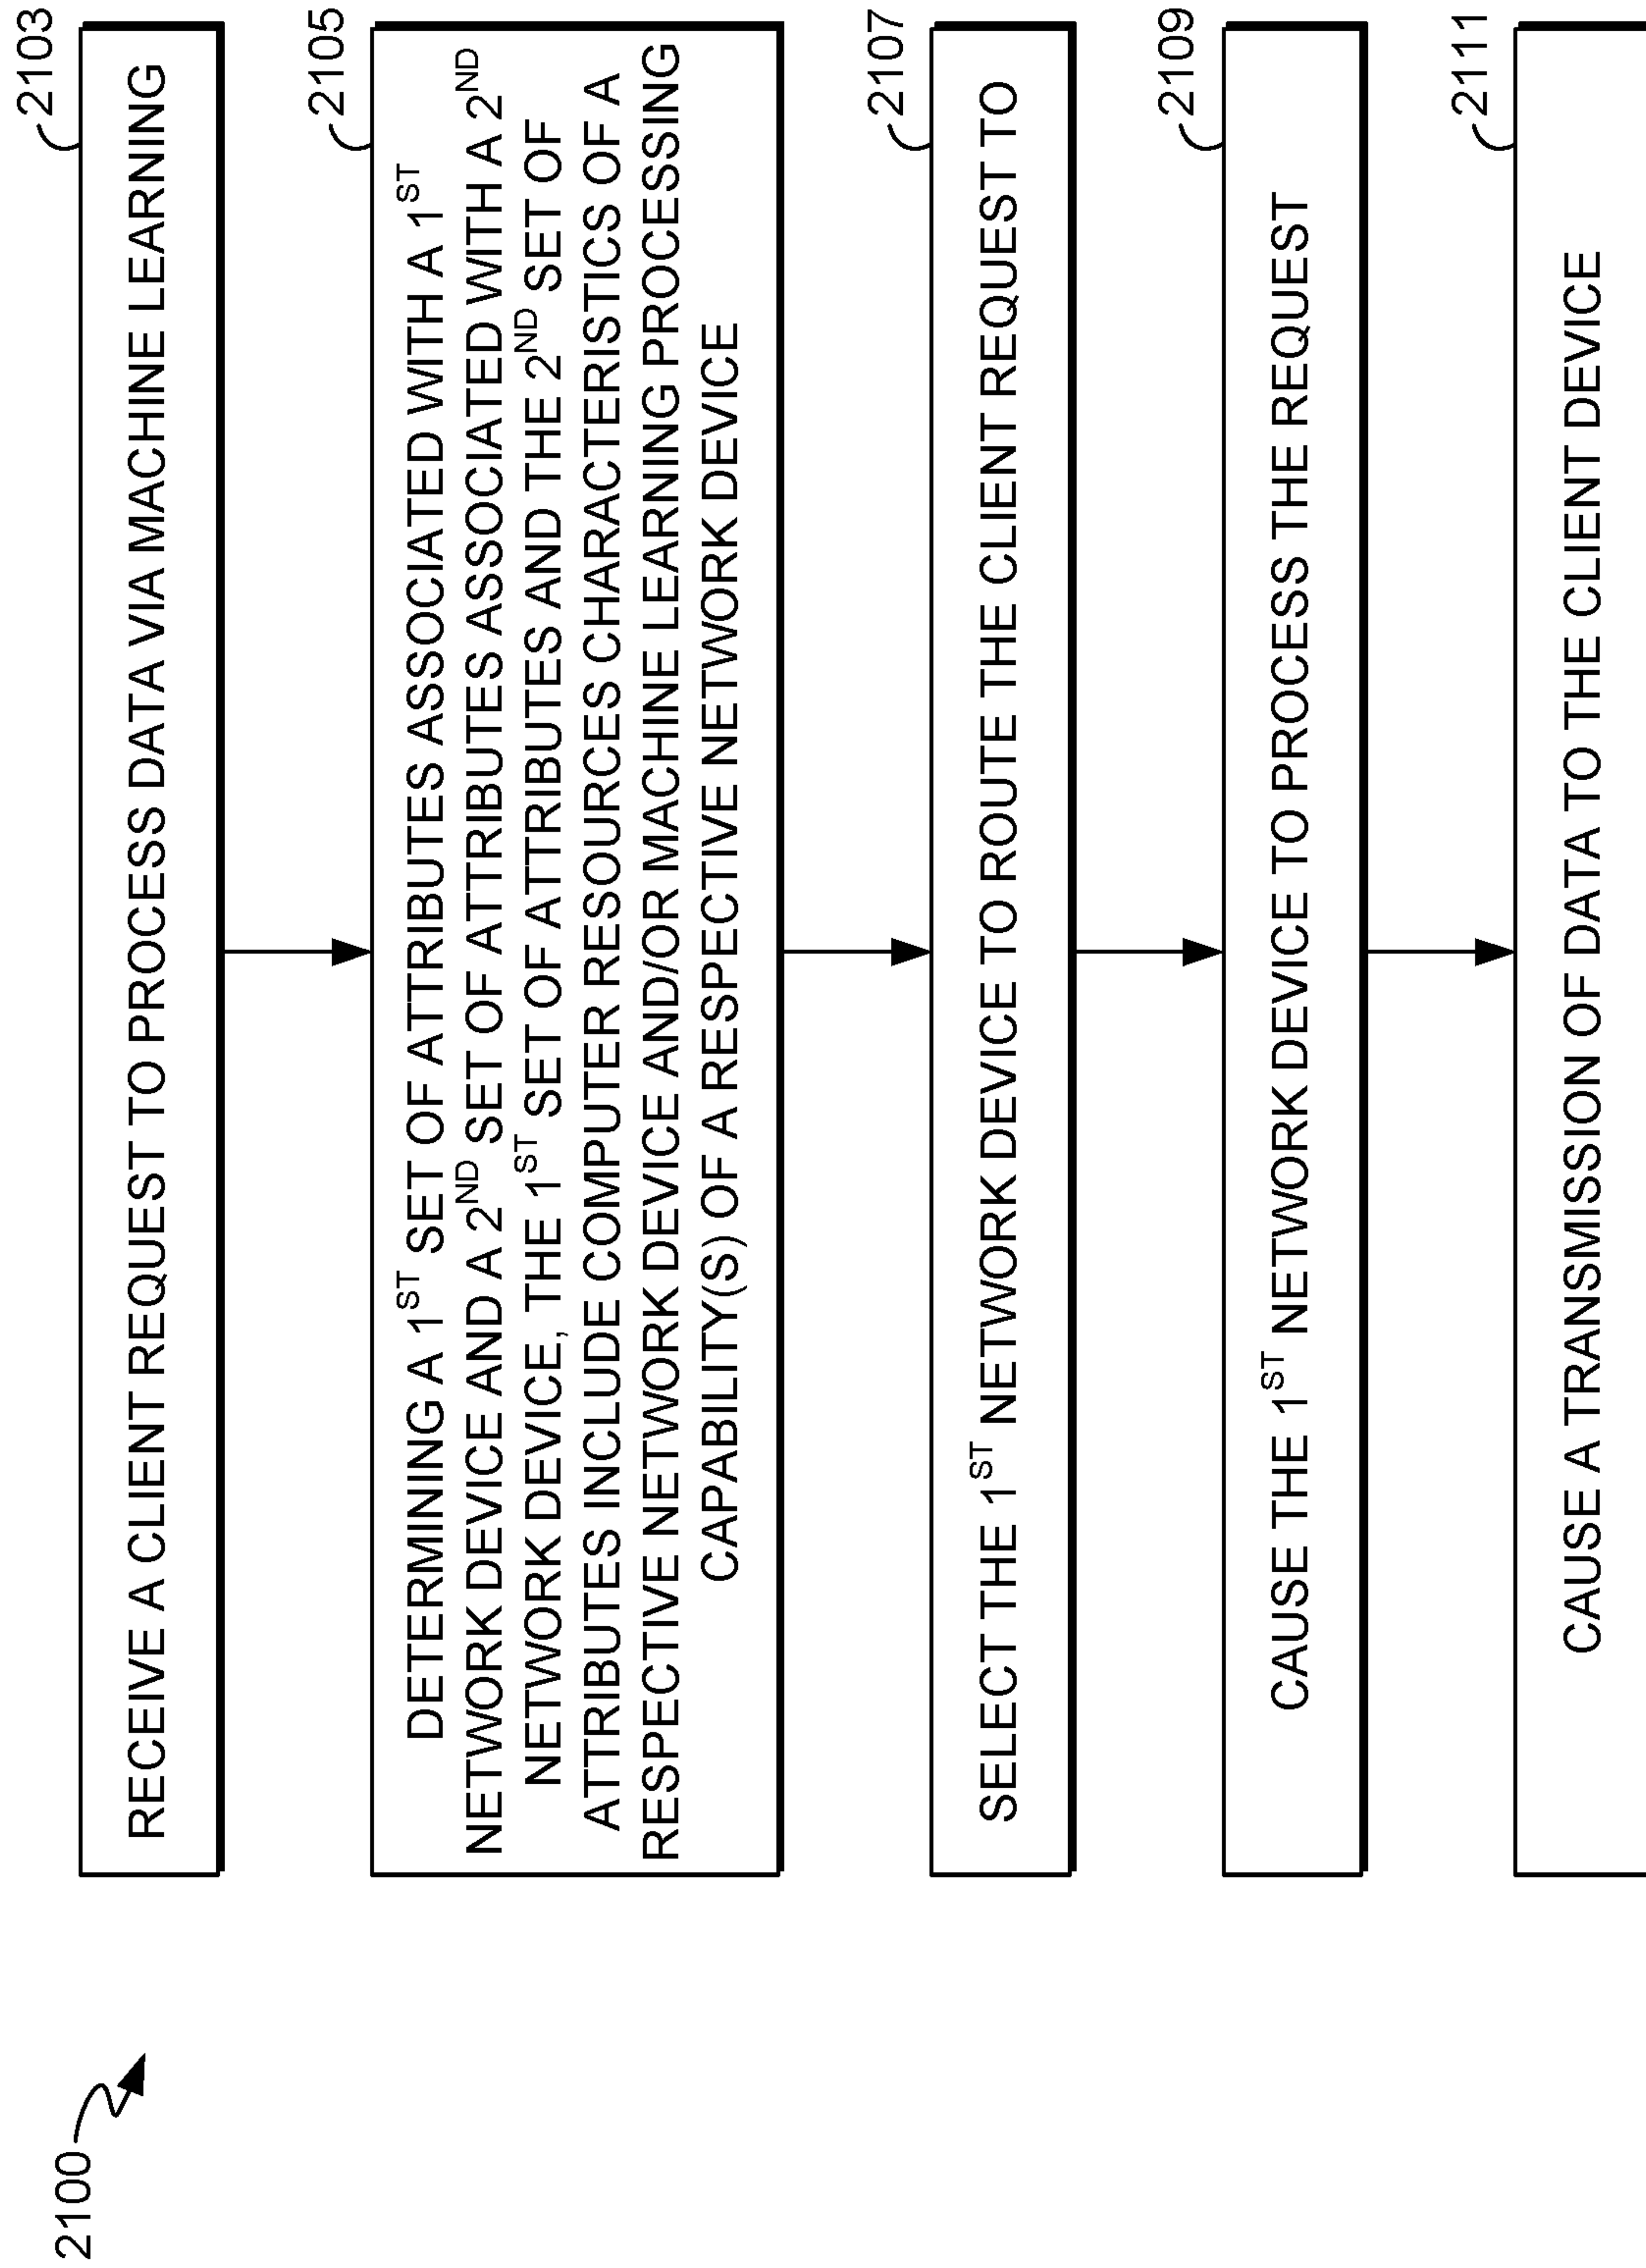 2100
2103
RECEIVE A CLIENT REQUEST TO PROCESS DATA VIA MACHINE LEARNING
2105
DETERMINING A 1ST SET OF ATTRIBUTES ASSOCIATED WITH A 1ST
NETWORK DEVICE AND A 2ND SET OF ATTRIBUTES ASSOCIATED WITH A 2ND
NETWORK DEVICE, THE 1ST SET OF ATTRIBUTES AND THE 2ND SET OF
ATTRIBUTES INCLUDE COMPUTER RESOURCES CHARACTERISTICS OF A
RESPECTIVE NETWORK DEVICE AND/OR MACHINE LEARNING PROCESSING
CAPABILITY(S) OF A RESPECTIVE NETWORK DEVICE
2107
SELECT THE 1ST NETWORK DEVICE TO ROUTE THE CLIENT REQUEST TO
2109
CAUSE THE 1ST NETWORK DEVICE TO PROCESS THE REQUEST
2111
CAUSE A TRANSMISSION OF DATA TO THE CLIENT DEVICE